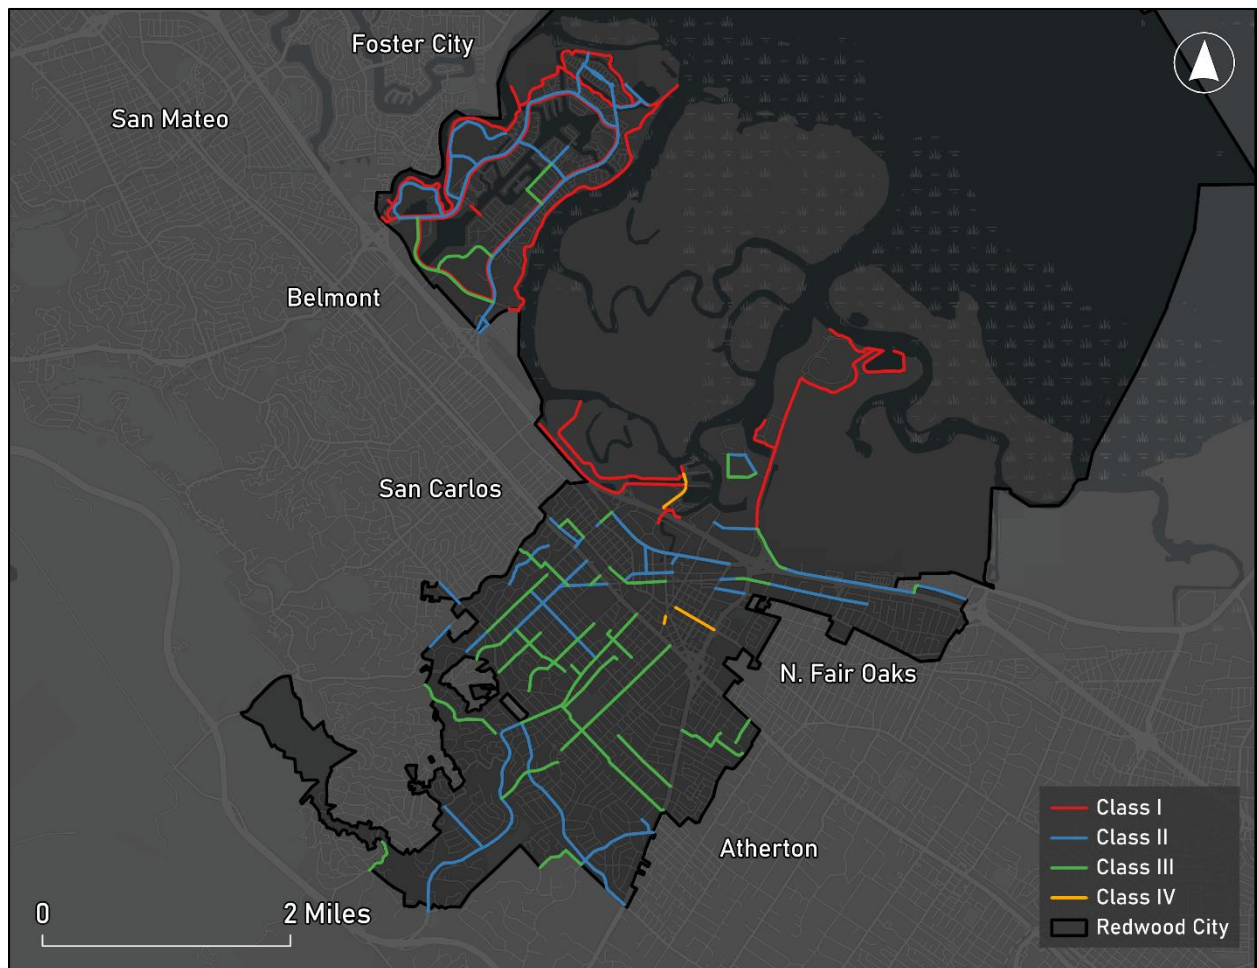 Foster City
San Mateo
Belmont
San Carlos
N. Fair Oaks
Atherton
Class I
Class II
Class III
Class IV
Redwood City
0
2 Miles